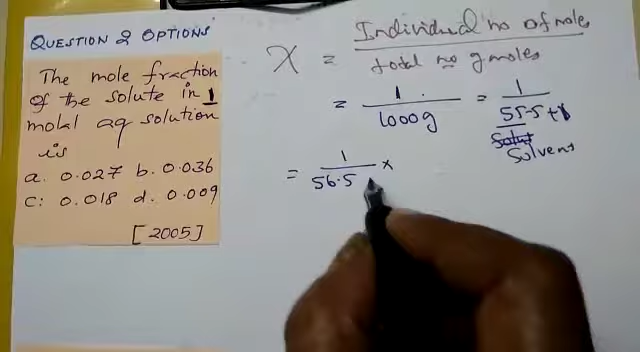 QUESTION & OPTIONS
The mole fraction
of the solute in 1
molal aq solution
is
a. 0.027 b. 0.036
c: 0.018 d. 0.009
[2005]
X = Individual no of moles
total no of moles
= 1 / 1000g = 1 / 55.5+1
Solut
Solvent
= 1 / 56.5 ×